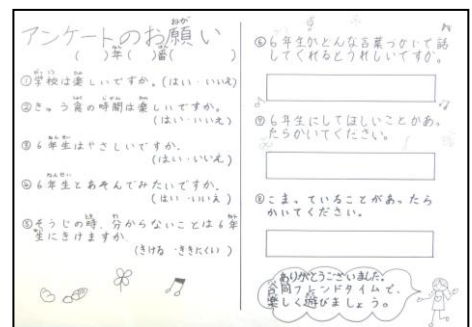 アンケートのお願い
( )年( )番( )
①学校は楽しいですか。(はい・いいえ)
②きゅう食の時間は楽しいですか。
(はい・いいえ)
③6年生はやさしいですか。
(はい・いいえ)
④6年生とあそんでみたいですか。
(はい・いいえ)
⑤そうじの時、分からないことは6年
生にきけますか
(きける・ききにくい)
⑥6年生がどんな言葉づかいで話
してくれるとうれしいですか。
⑦6年生にしてほしいことがあっ
たらかいてください。
⑧こまっていることがあったら
かいてください。
ありがとうございました。
合同フレンドタイムで、
楽しく遊びましょう。